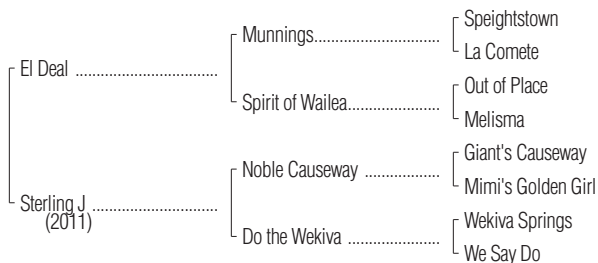 Speightstown
Munnings..............................
La Comete
El Deal ..................................
Out of Place
Spirit of Wailea......................
Melisma
Giant's Causeway
Noble Causeway ..................
Mimi's Golden Girl
Sterling J ..............................
(2011)
Wekiva Springs
Do the Wekiva ......................
We Say Do